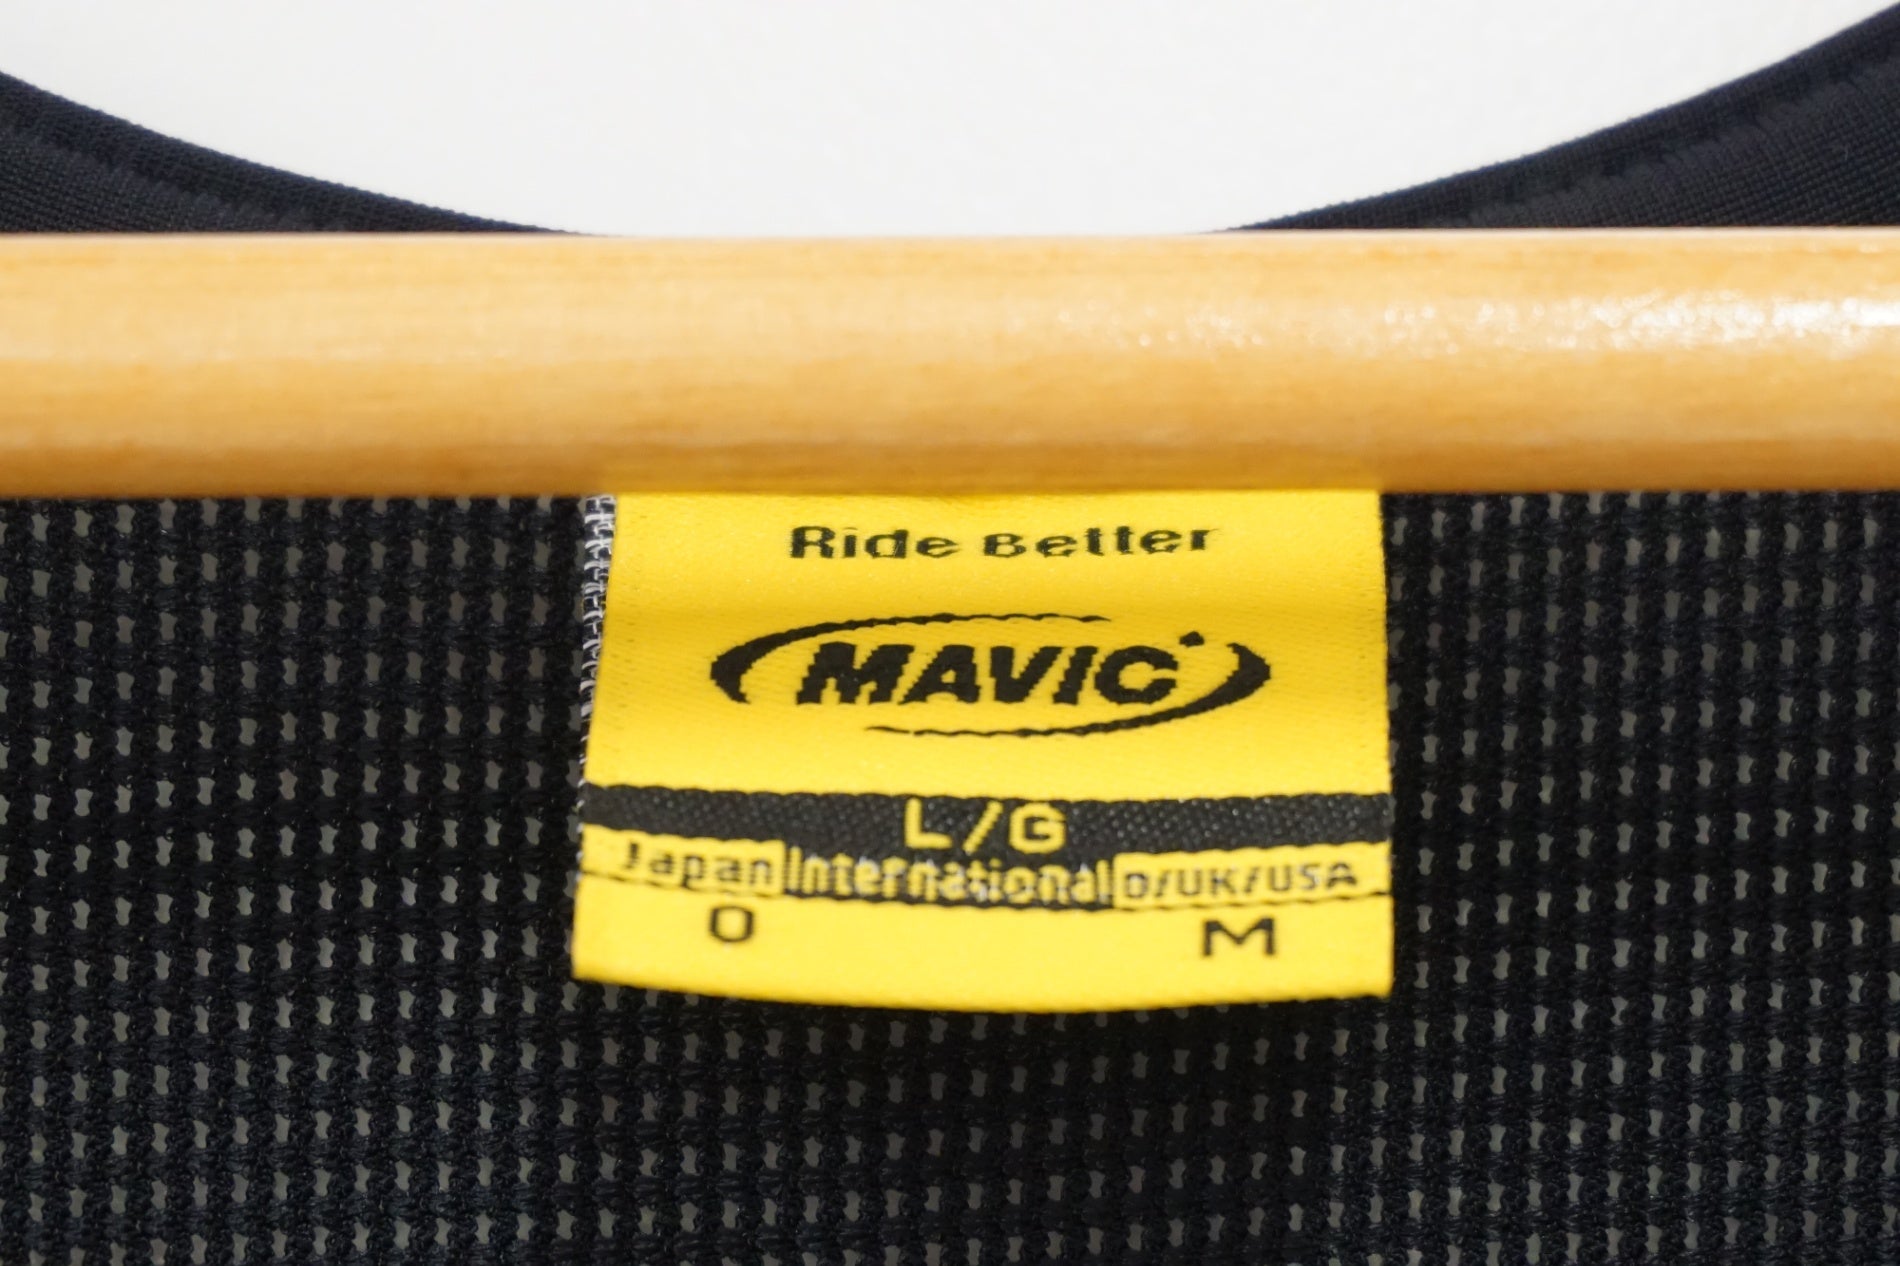 Ride Better
MAVIC
L/G
Japan International D/UK/USA
O M